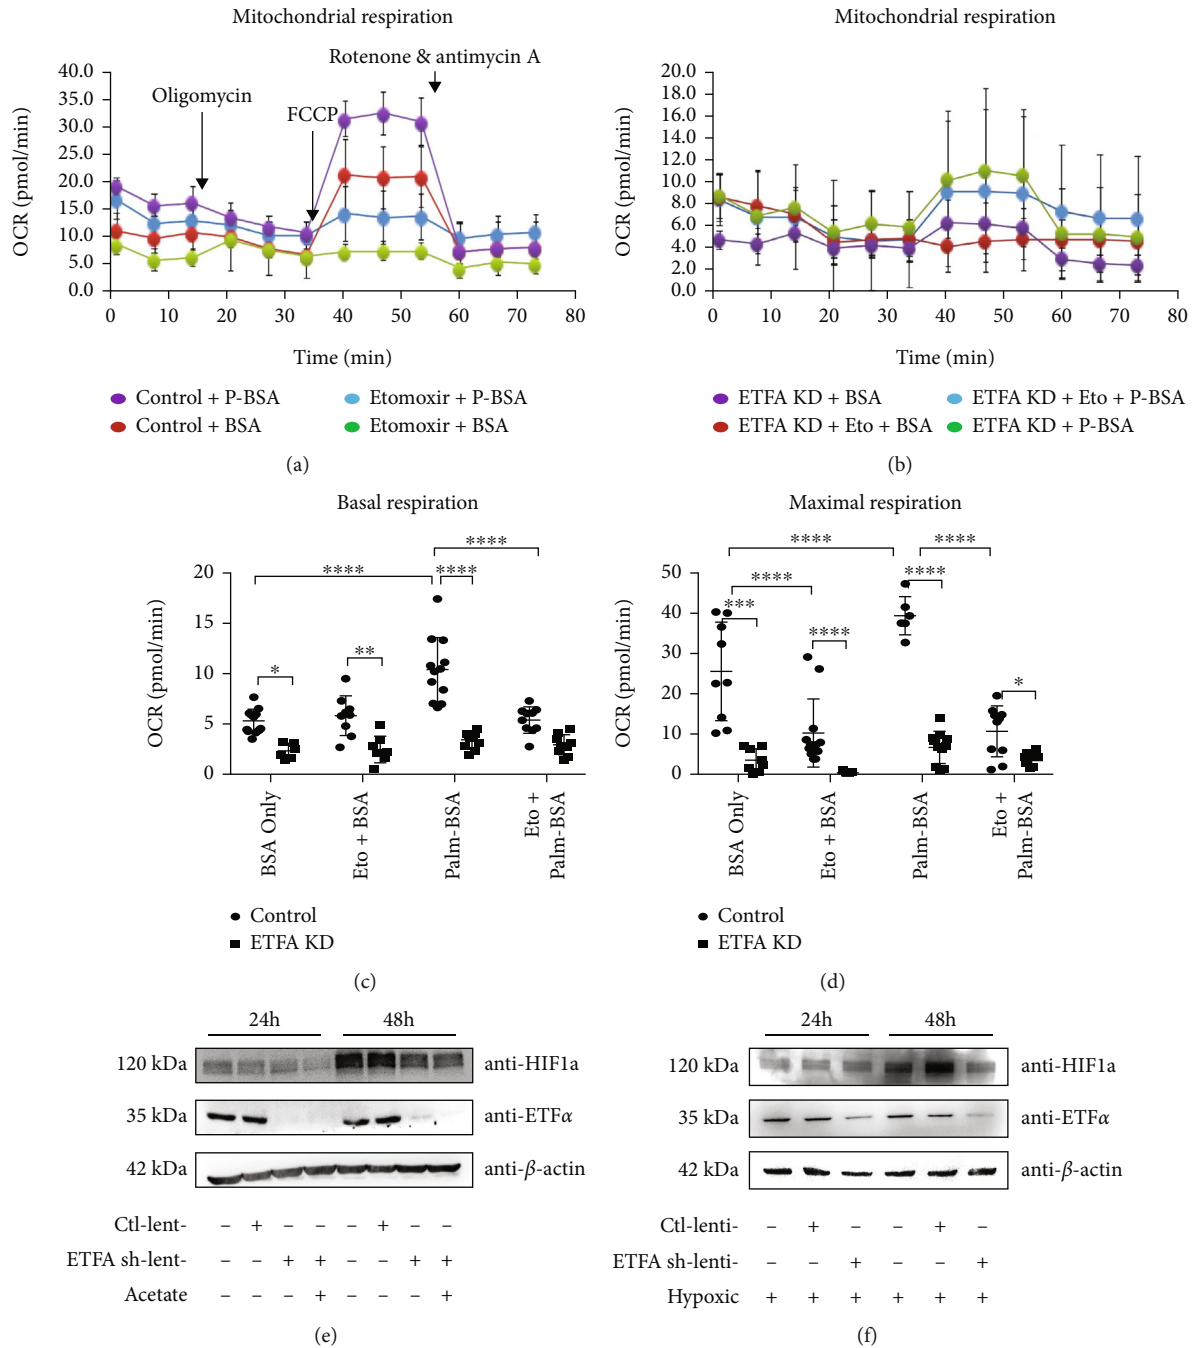 Mitochondrial respiration
Rotenone & antimycin A
Oligomycin
FCCP
OCR (pmol/min)
40.0
35.0
30.0
25.0
20.0
15.0
10.0
5.0
0.0
0 10 20 30 40 50 60 70 80
Time (min)
Control + P-BSA
Etomoxir + P-BSA
Control + BSA
Etomoxir + BSA
(a)
Mitochondrial respiration
OCR (pmol/min)
20.0
18.0
16.0
14.0
12.0
10.0
8.0
6.0
4.0
2.0
0.0
0 10 20 30 40 50 60 70 80
Time (min)
ETFA KD + BSA
ETFA KD + Eto + P-BSA
ETFA KD + Eto + BSA
ETFA KD + P-BSA
(b)
Basal respiration
OCR (pmol/min)
20
15
10
5
0
****
****
****
*
**
BSA Only
Eto + BSA
Palm-BSA
Eto +
Palm-BSA
Control
ETFA KD
(c)
Maximal respiration
OCR (pmol/min)
50
40
30
20
10
0
****
****
****
****
***
****
*
BSA Only
Eto + BSA
Palm-BSA
Eto +
Palm-BSA
Control
ETFA KD
(d)
24h 48h
120 kDa anti-HIF1a
35 kDa anti-ETFα
42 kDa anti-β-actin
Ctl-lent- – + – – – + – –
ETFA sh-lent- – – + + – – + +
Acetate – – – + – – – +
(e)
24h 48h
120 kDa anti-HIF1a
35 kDa anti-ETFα
42 kDa anti-β-actin
Ctl-lenti- – + – – + –
ETFA sh-lenti- – – + – – +
Hypoxic + + + + + +
(f)